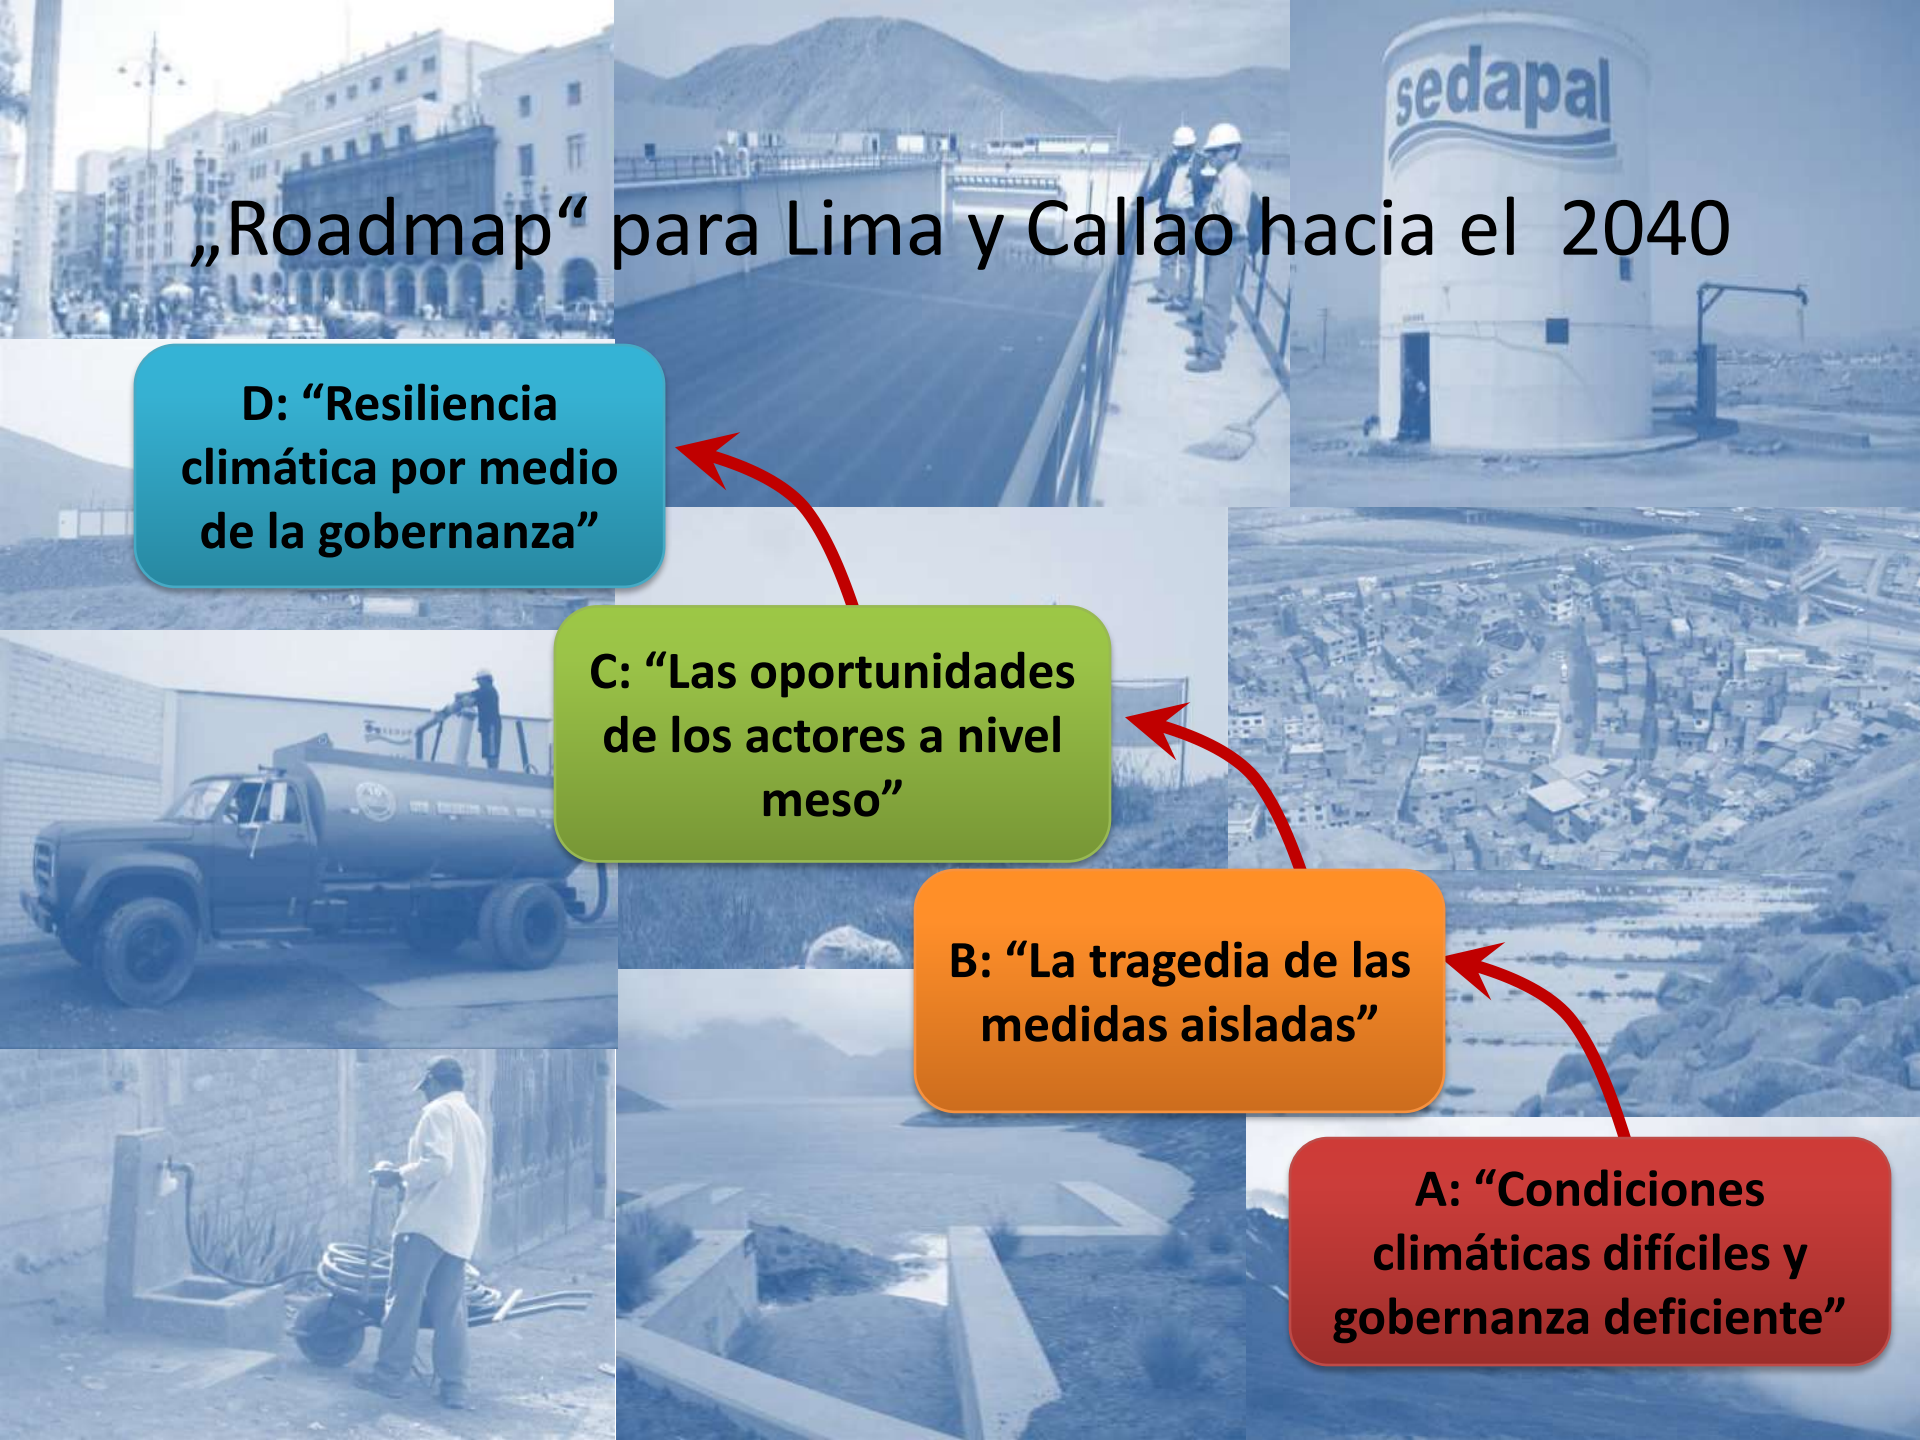 sedapal
„Roadmap“ para Lima y Callao hacia el 2040
D: “Resiliencia
climática por medio
de la gobernanza”
C: “Las oportunidades
de los actores a nivel
meso”
B: “La tragedia de las
medidas aisladas”
A: “Condiciones
climáticas difíciles y
gobernanza deficiente”